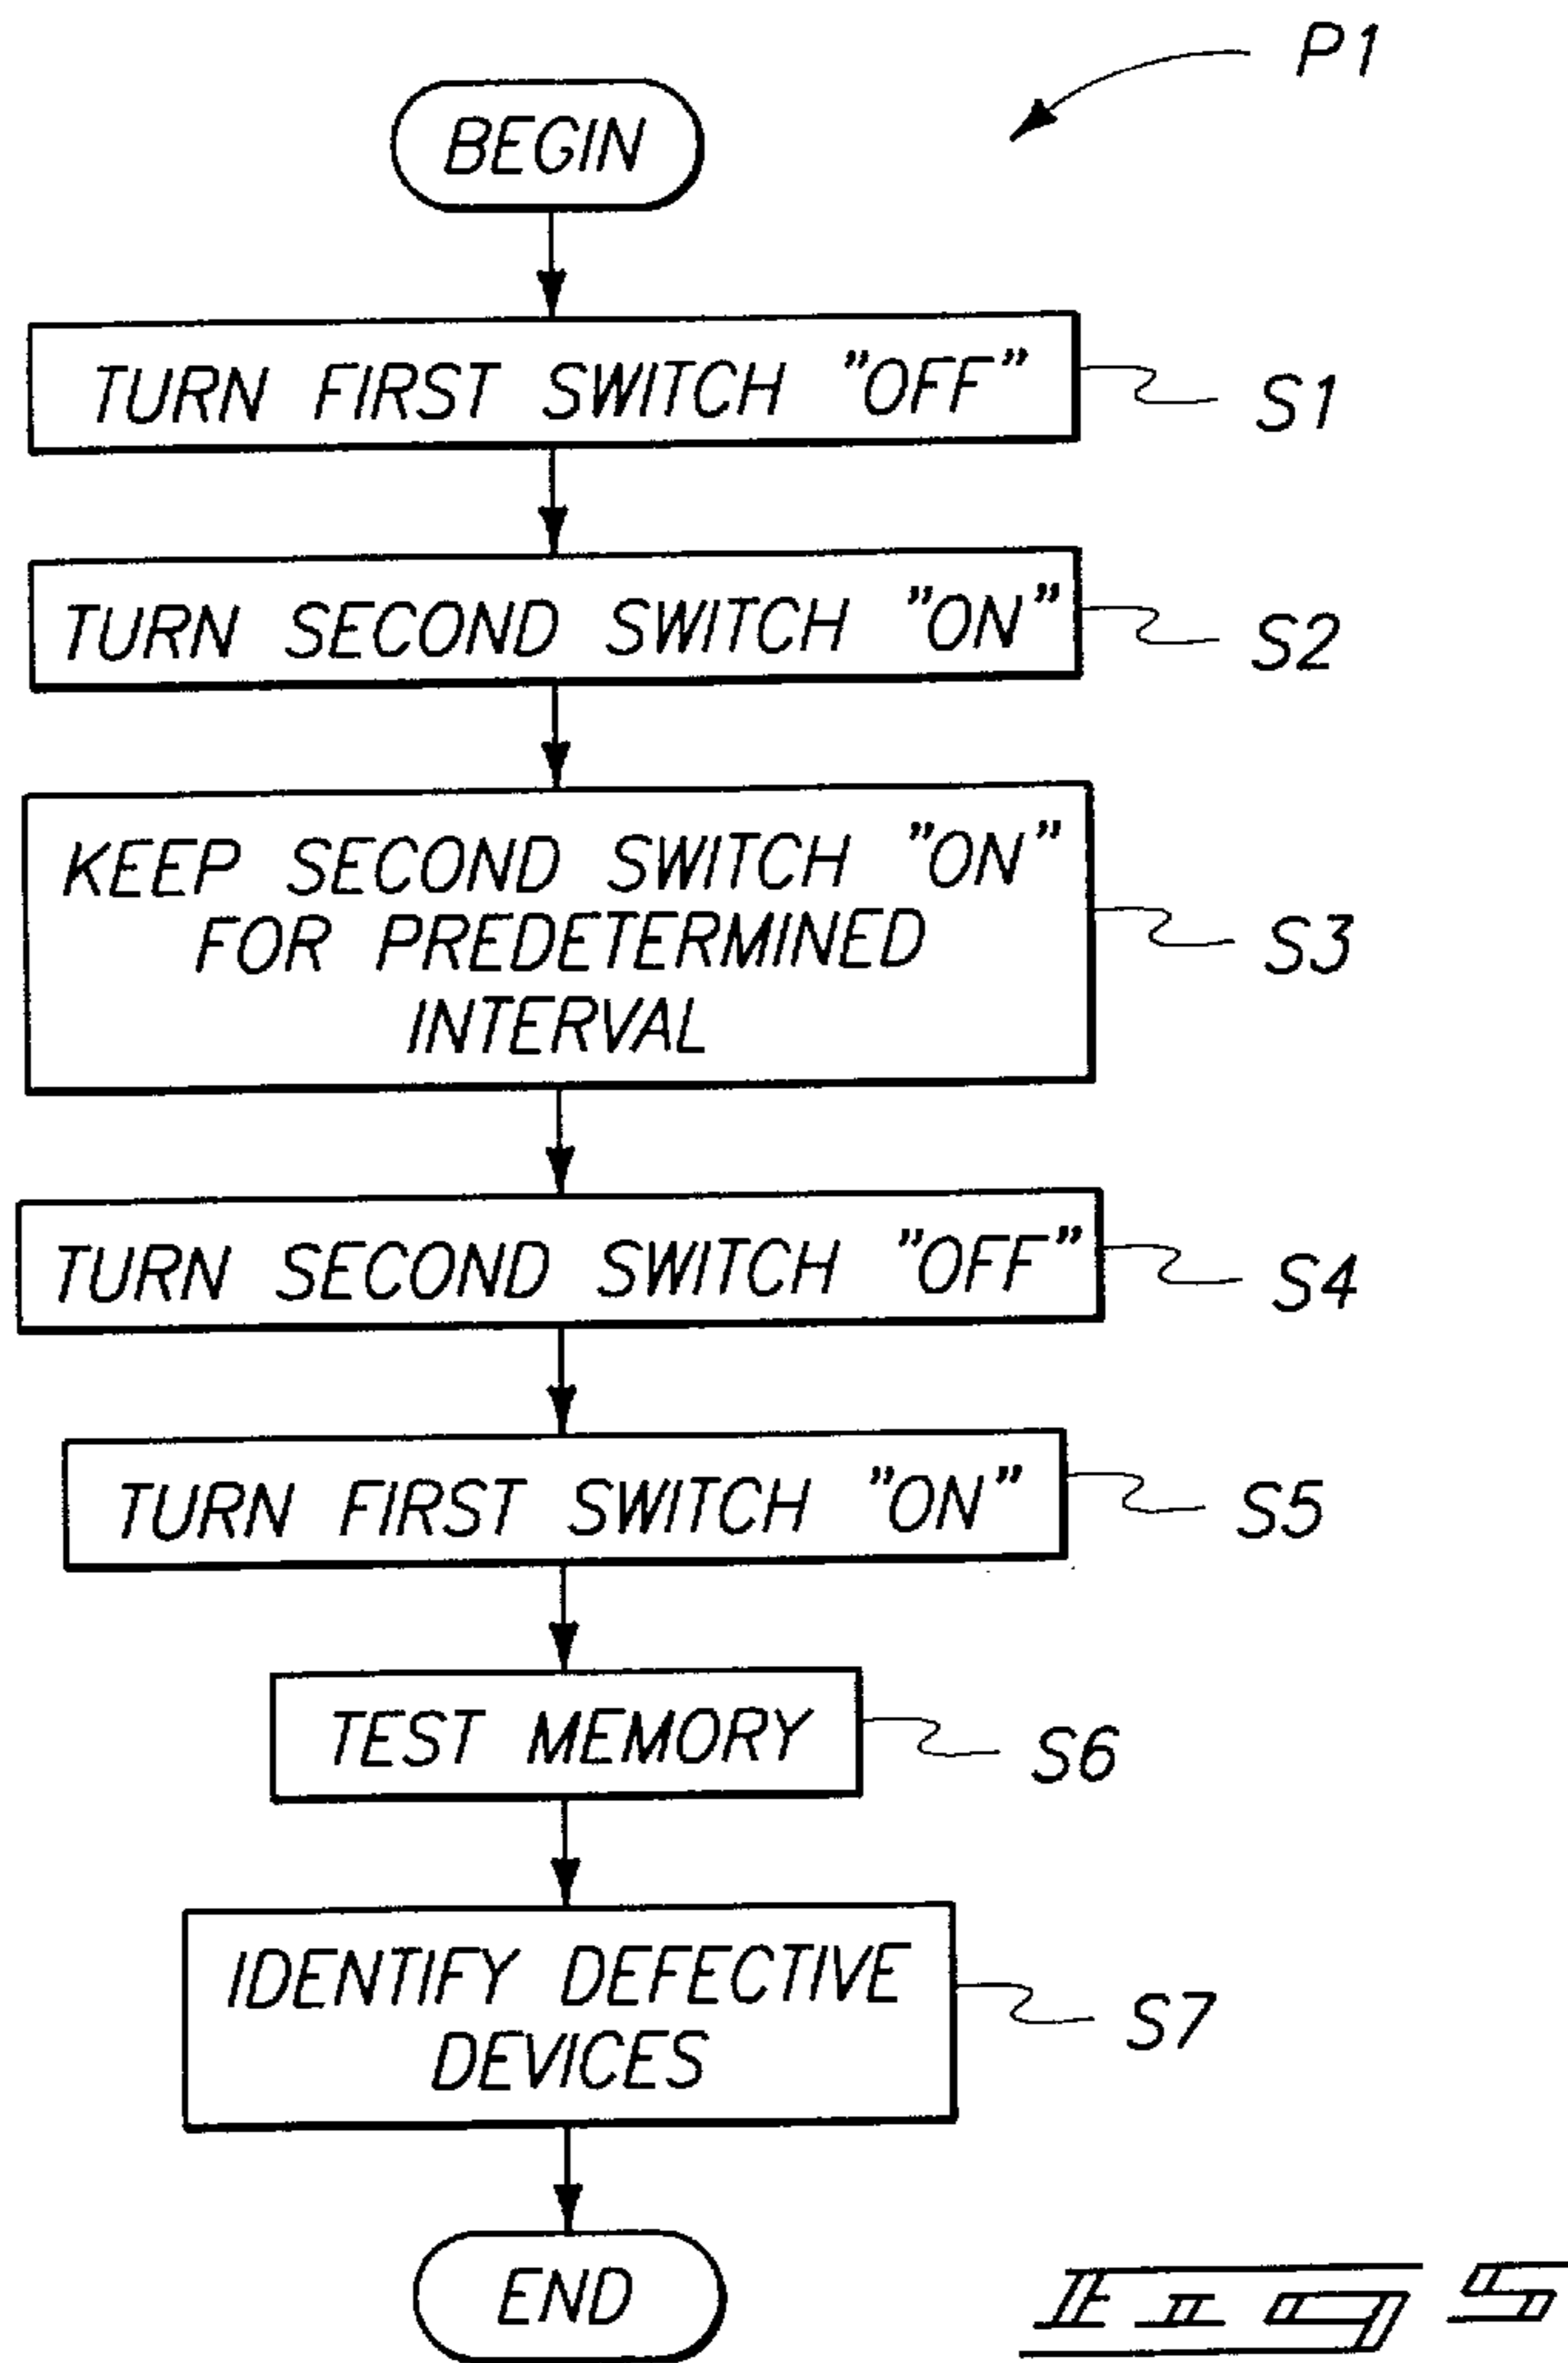 P1
BEGIN
TURN FIRST SWITCH "OFF"
S1
TURN SECOND SWITCH "ON"
S2
KEEP SECOND SWITCH "ON"
FOR PREDETERMINED
INTERVAL
S3
TURN SECOND SWITCH "OFF"
S4
TURN FIRST SWITCH "ON"
S5
TEST MEMORY
S6
IDENTIFY DEFECTIVE
DEVICES
S7
END
Fig 5